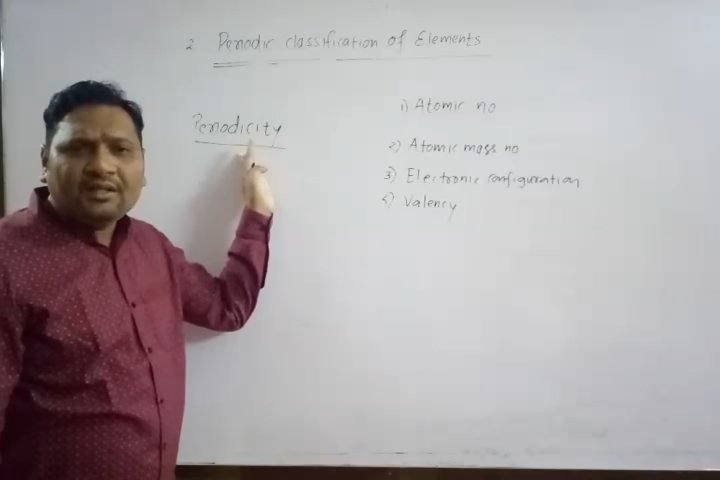 2 Periodic classification of Elements
Periodicity
1) Atomic no
2) Atomic mass no
3) Electronic configuration
4) Valency